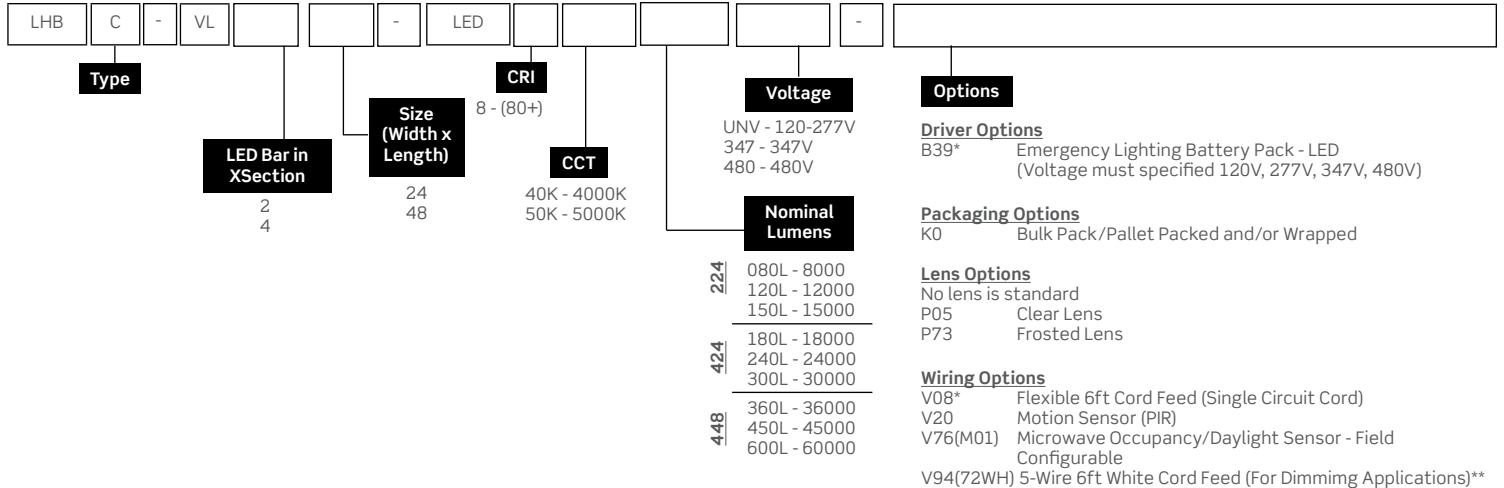 LHB C - VL - LED -
Type
LED Bar in
XSection
2
4
Size
(Width x
Length)
24
48
CRI
8 - (80+)
CCT
40K - 4000K
50K - 5000K
Voltage
UNV - 120-277V
347 - 347V
480 - 480V
Nominal
Lumens
224
080L - 8000
120L - 12000
150L - 15000
424
180L - 18000
240L - 24000
300L - 30000
448
360L - 36000
450L - 45000
600L - 60000
Options
Driver Options
B39* Emergency Lighting Battery Pack - LED
(Voltage must specified 120V, 277V, 347V, 480V)
Packaging Options
K0 Bulk Pack/Pallet Packed and/or Wrapped
Lens Options
No lens is standard
P05 Clear Lens
P73 Frosted Lens
Wiring Options
V08* Flexible 6ft Cord Feed (Single Circuit Cord)
V20 Motion Sensor (PIR)
V76(M01) Microwave Occupancy/Daylight Sensor - Field
Configurable
V94(72WH) 5-Wire 6ft White Cord Feed (For Dimmimg Applications)**